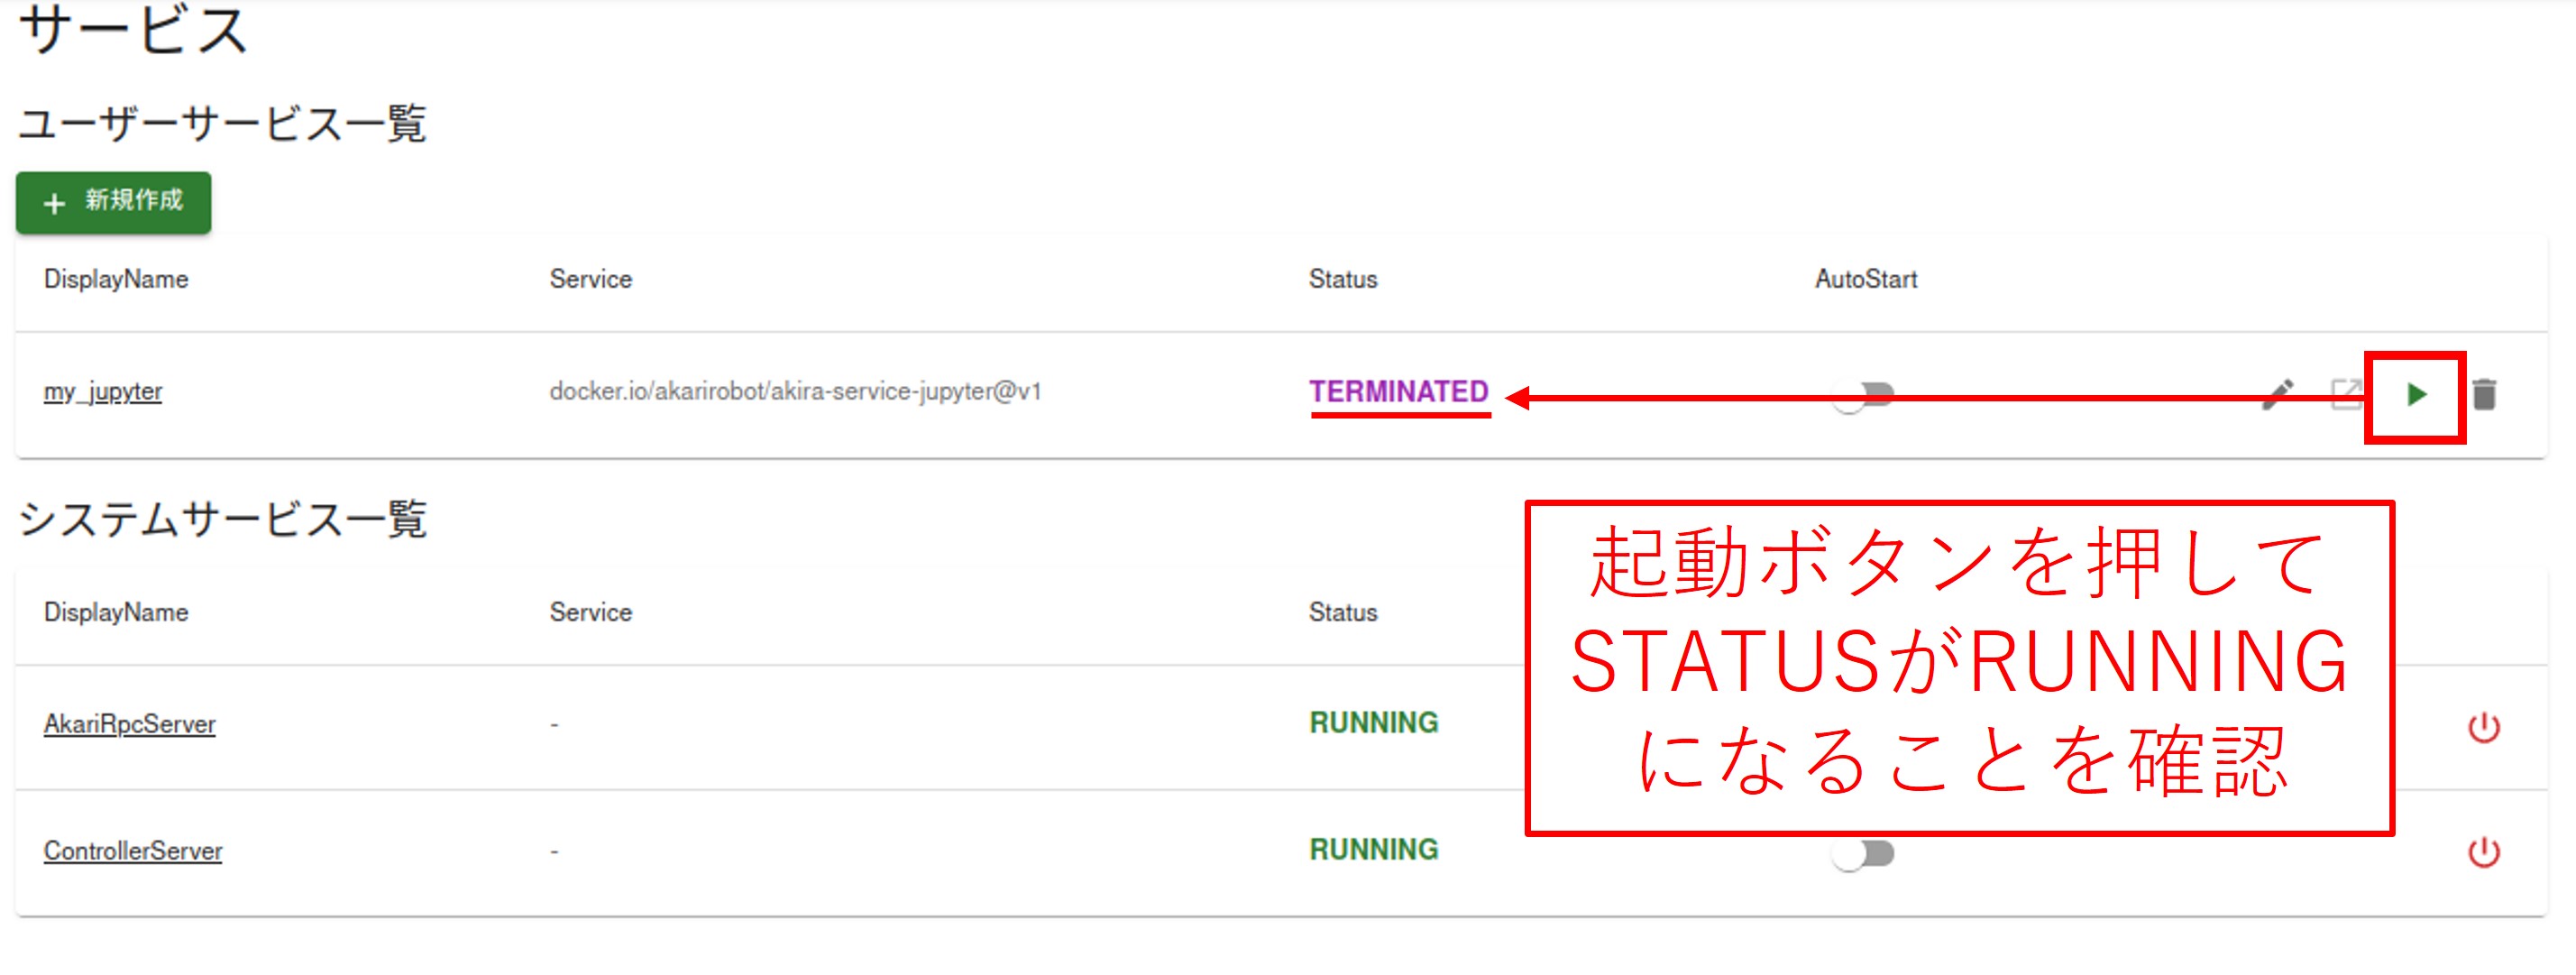 サービス
ユーザーサービス一覧
+ 新規作成
DisplayName Service Status AutoStart
my_jupyter docker.io/akarirobot/akira-service-jupyter@v1 TERMINATED
システムサービス一覧
DisplayName Service Status
AkariRpcServer - RUNNING
ControllerServer - RUNNING
起動ボタンを押して
STATUSがRUNNING
になることを確認